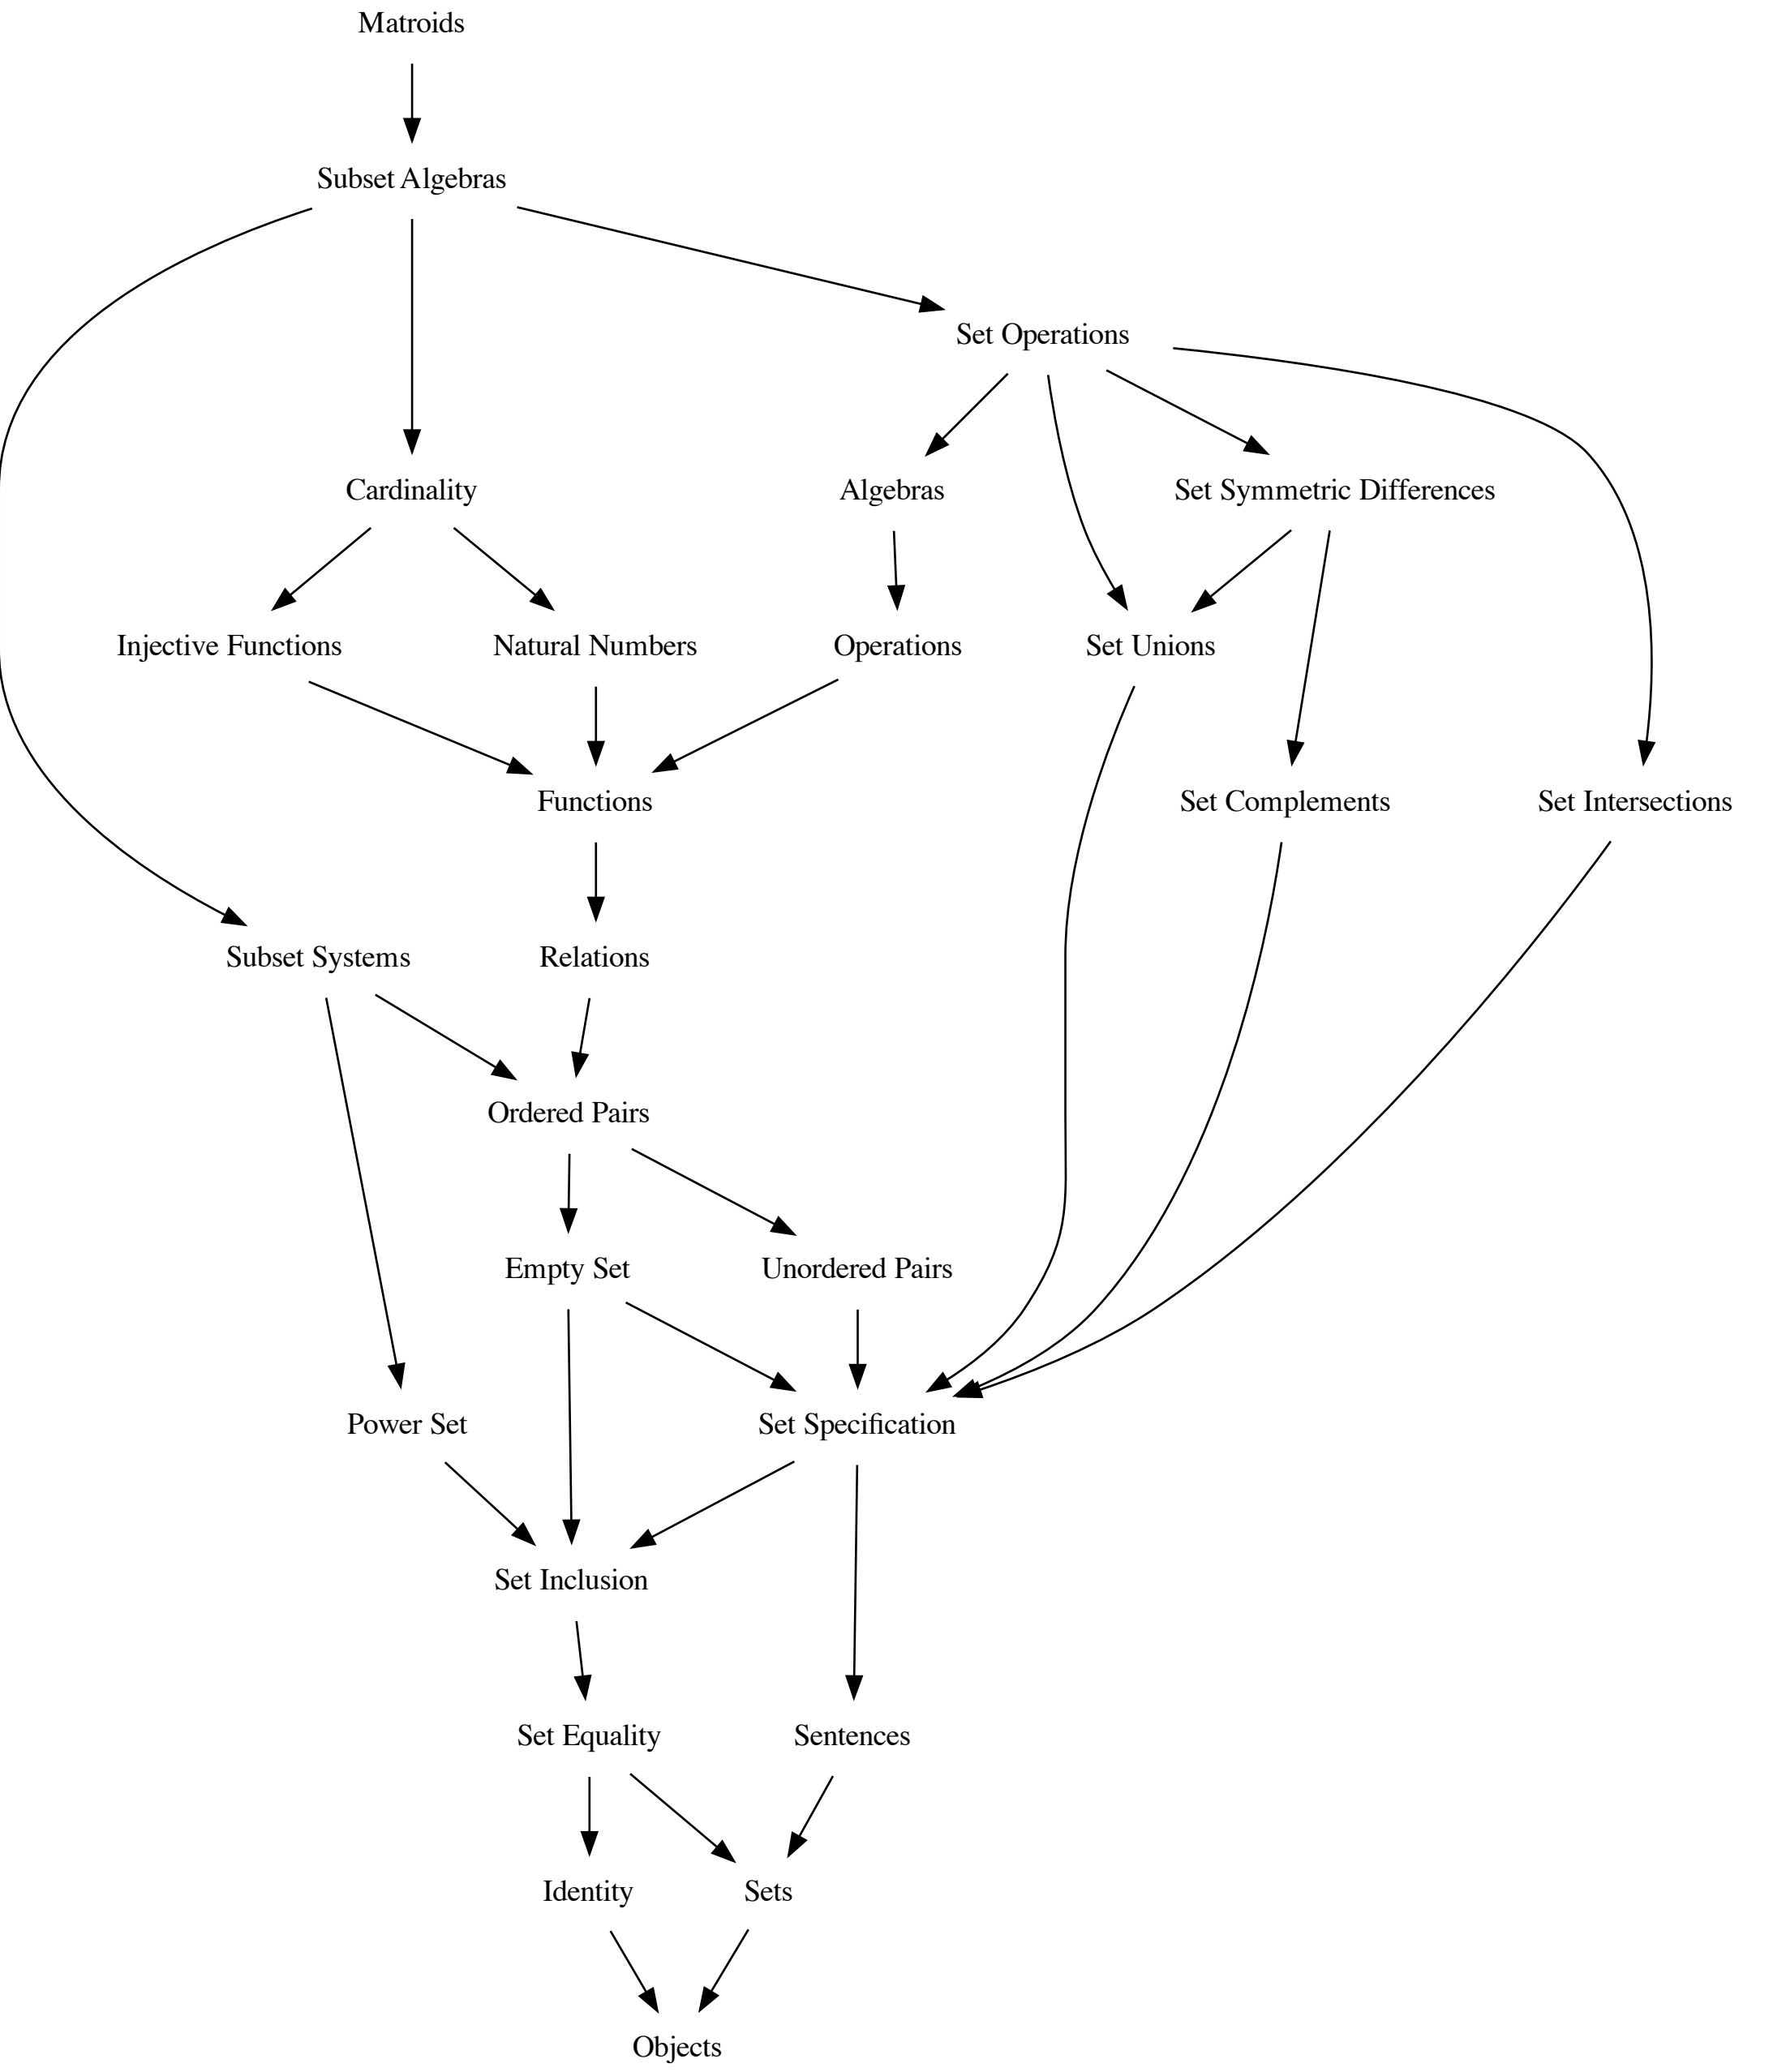 Matroids
Subset Algebras
Set Operations
Cardinality
Algebras
Set Symmetric Differences
Injective Functions
Natural Numbers
Operations
Set Unions
Functions
Set Complements
Set Intersections
Subset Systems
Relations
Ordered Pairs
Empty Set
Unordered Pairs
Power Set
Set Specification
Set Inclusion
Set Equality
Sentences
Identity
Sets
Objects